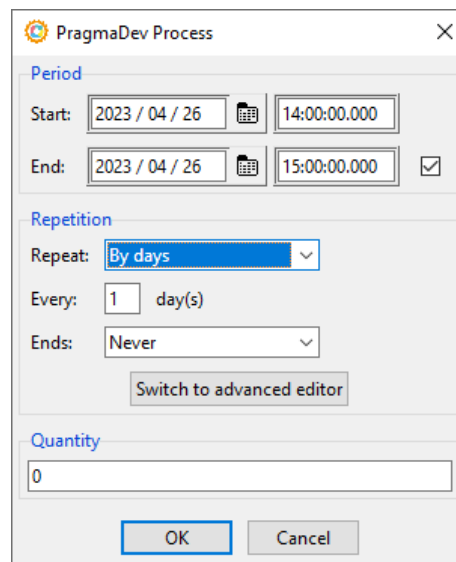 PragmaDev Process
Period
Start: 2023 / 04 / 26 14:00:00.000
End: 2023 / 04 / 26 15:00:00.000
Repetition
Repeat: By days
Every: 1 day(s)
Ends: Never
Switch to advanced editor
Quantity
0
OK Cancel